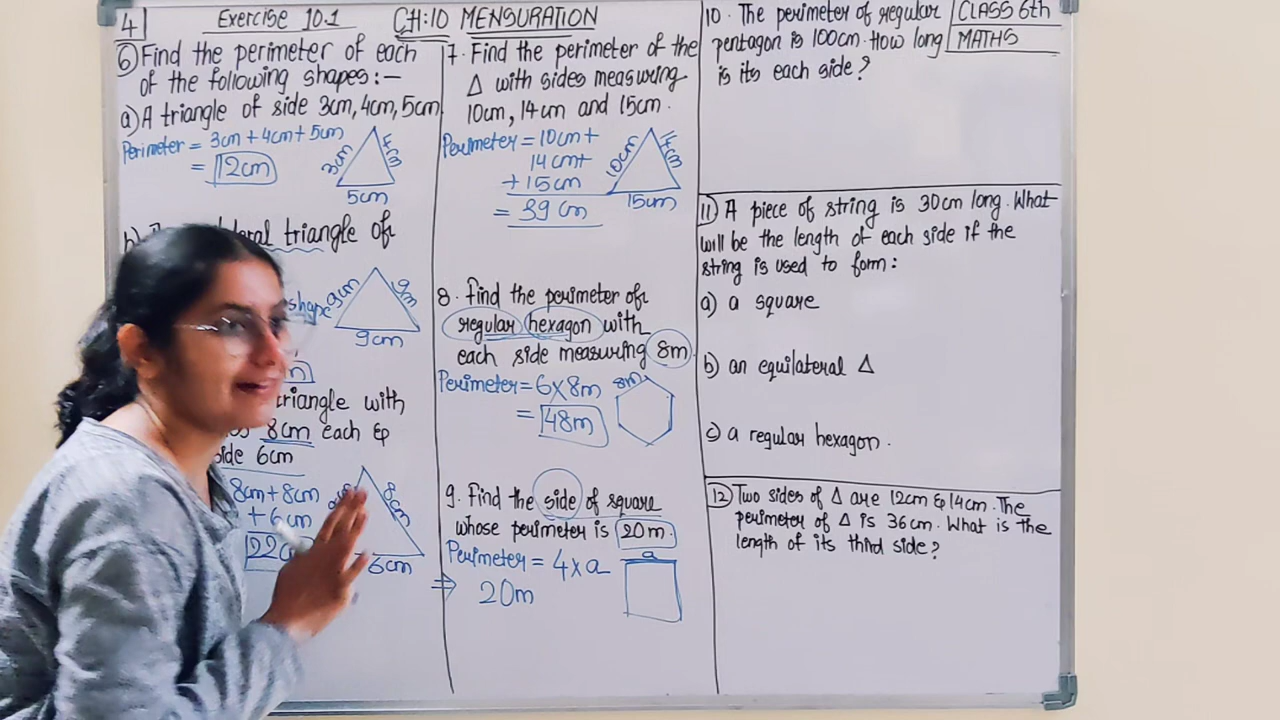 4
Exercise 10.1
CH:10 MENSURATION
CLASS 6th
MATHS
6 Find the perimeter of each
of the following shapes:-
a) A triangle of side 3cm, 4cm, 5cm
Perimeter = 3cm + 4cm + 5cm
= 12cm
3cm
4cm
5cm
triangle of
shape
9cm
9cm
8cm each &
triangle with
side 6cm
8cm + 8cm
+ 6cm
8cm
6cm
7. Find the perimeter of the
Δ with sides measuring
10cm, 14cm and 15cm.
Perimeter = 10cm +
14cm+
+ 15cm
= 39cm
10cm
14cm
15cm
8. Find the perimeter of
regular hexagon with
each side measuring 8m
Perimeter = 6 x 8m
= 48m
8m
9. Find the side of square
whose perimeter is 20m.
Perimeter = 4 x a
a
⇒ 20m
10. The perimeter of regular
pentagon is 100cm. How long
is its each side?
11) A piece of string is 30cm long. What
will be the length of each side if the
string is used to form:
a) a square
b) an equilateral Δ
c) a regular hexagon.
12) Two sides of Δ are 12cm & 14cm. The
perimeter of Δ is 36cm. What is the
length of its third side?